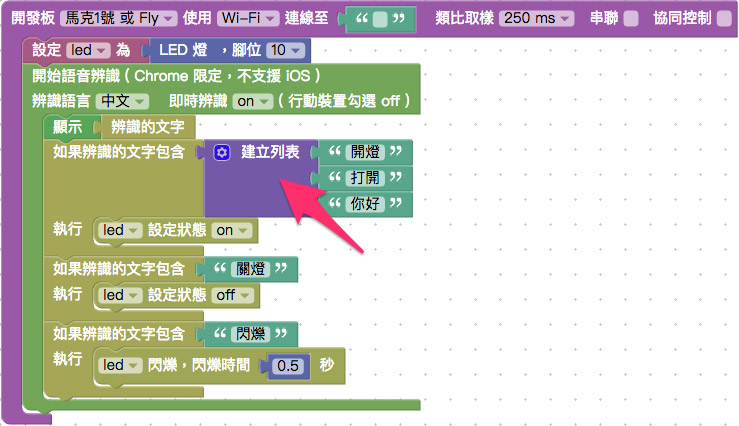 開發板 馬克1號 或 Fly 使用 Wi-Fi 連線至 “ ” 類比取樣 250 ms 串聯 協同控制
設定 led 為 LED 燈 ，腳位 10
開始語音辨識 ( Chrome 限定，不支援 iOS )
辨識語言 中文 即時辨識 on ( 行動裝置勾選 off )
顯示 辨識的文字
如果辨識的文字包含 建立列表 “ 開燈 ”
“ 打開 ”
“ 你好 ”
執行 led 設定狀態 on
如果辨識的文字包含 “ 關燈 ”
執行 led 設定狀態 off
如果辨識的文字包含 “ 閃爍 ”
執行 led 閃爍，閃爍時間 0.5 秒